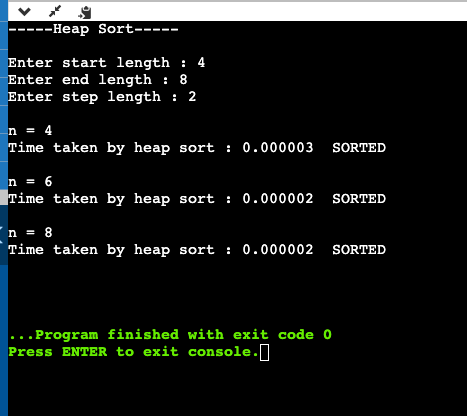 -----Heap Sort-----
Enter start length : 4
Enter end length : 8
Enter step length : 2
n = 4
Time taken by heap sort : 0.000003  SORTED
n = 6
Time taken by heap sort : 0.000002  SORTED
n = 8
Time taken by heap sort : 0.000002  SORTED
...Program finished with exit code 0
Press ENTER to exit console.